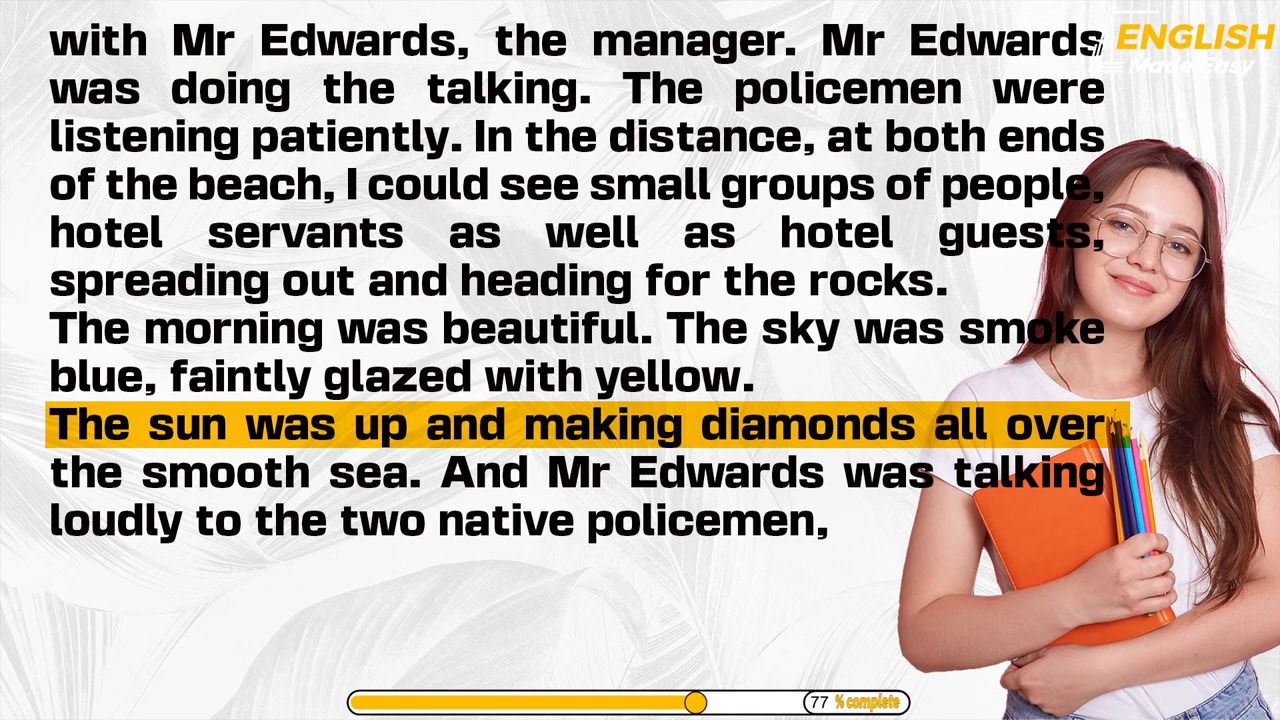 with Mr Edwards, the manager. Mr Edwards
was doing the talking. The policemen were
listening patiently. In the distance, at both ends
of the beach, I could see small groups of people,
hotel servants as well as hotel guests,
spreading out and heading for the rocks.
The morning was beautiful. The sky was smoke
blue, faintly glazed with yellow.
The sun was up and making diamonds all over
the smooth sea. And Mr Edwards was talking
loudly to the two native policemen,
ENGLISH
Made Easy
77 % complete